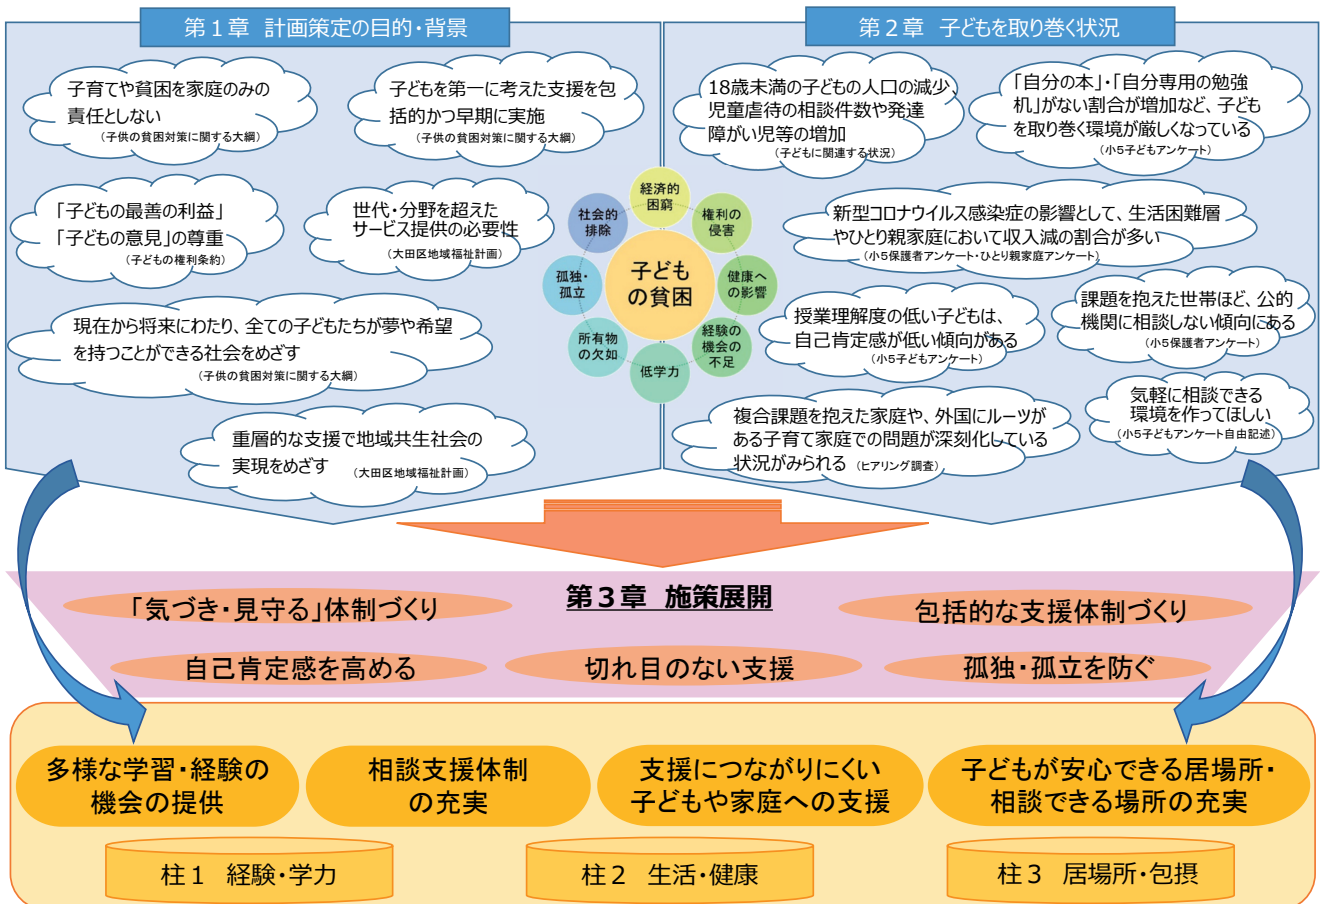 第1章 計画策定の目的・背景
子育てや貧困を家庭のみの
責任としない
(子供の貧困対策に関する大綱)
子どもを第一に考えた支援を包
括的かつ早期に実施
(子供の貧困対策に関する大綱)
「子どもの最善の利益」
「子どもの意見」の尊重
(子どもの権利条約)
世代・分野を超えた
サービス提供の必要性
(大田区地域福祉計画)
現在から将来にわたり、全ての子どもたちが夢や希望
を持つことができる社会をめざす
(子供の貧困対策に関する大綱)
重層的な支援で地域共生社会の
実現をめざす (大田区地域福祉計画)
子ども
の貧困
経済的
困窮
権利の
侵害
健康へ
の影響
経験の
機会の
不足
低学力
所有物
の欠如
孤独・
孤立
社会的
排除
第2章 子どもを取り巻く状況
18歳未満の子どもの人口の減少、
児童虐待の相談件数や発達
障がい児等の増加
(子どもに関連する状況)
「自分の本」・「自分専用の勉強
机」がない割合が増加など、子ども
を取り巻く環境が厳しくなっている
(小5子どもアンケート)
新型コロナウイルス感染症の影響として、生活困難層
やひとり親家庭において収入減の割合が多い
(小5保護者アンケート・ひとり親家庭アンケート)
授業理解度の低い子どもは、
自己肯定感が低い傾向がある
(小5子どもアンケート)
課題を抱えた世帯ほど、公的
機関に相談しない傾向にある
(小5保護者アンケート)
複合課題を抱えた家庭や、外国にルーツが
ある子育て家庭での問題が深刻化している
状況がみられる (ヒアリング調査)
気軽に相談できる
環境を作ってほしい
(小5子どもアンケート自由記述)
第3章 施策展開
「気づき・見守る」体制づくり
包括的な支援体制づくり
自己肯定感を高める
切れ目のない支援
孤独・孤立を防ぐ
多様な学習・経験の
機会の提供
相談支援体制
の充実
支援につながりにくい
子どもや家庭への支援
子どもが安心できる居場所・
相談できる場所の充実
柱1 経験・学力
柱2 生活・健康
柱3 居場所・包摂